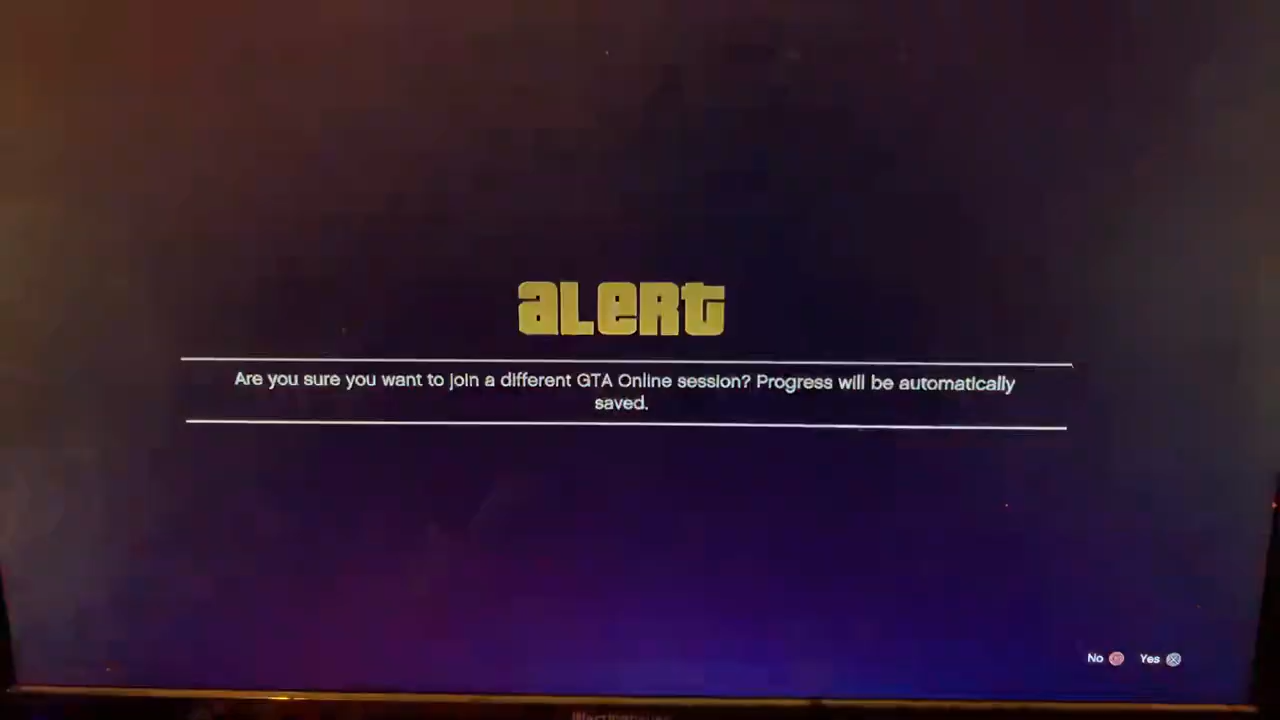 aLeRt
Are you sure you want to join a different GTA Online session? Progress will be automatically
saved.
No Yes